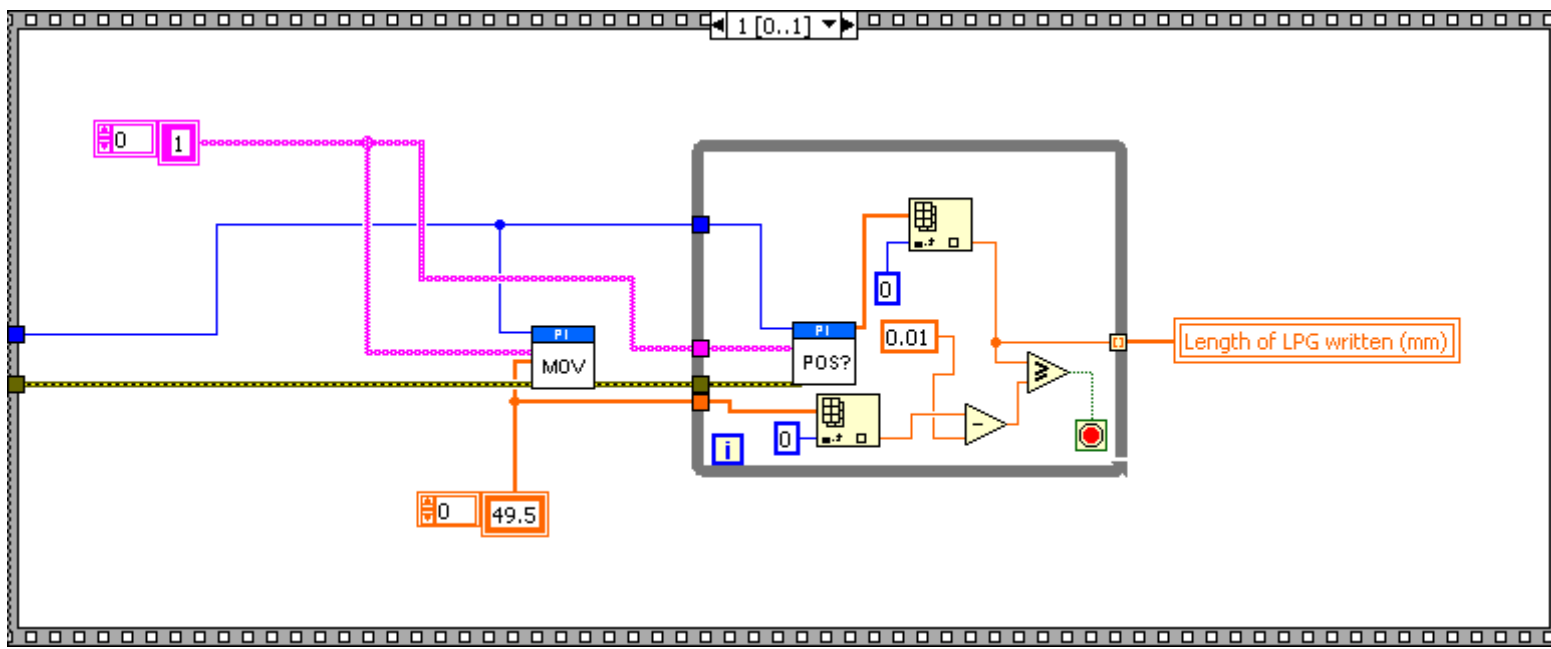 1 [0..1]
0 1
0
PI
MOV
PI
POS?
0.01
Length of LPG written (mm)
≥
0
-
i
0 49.5